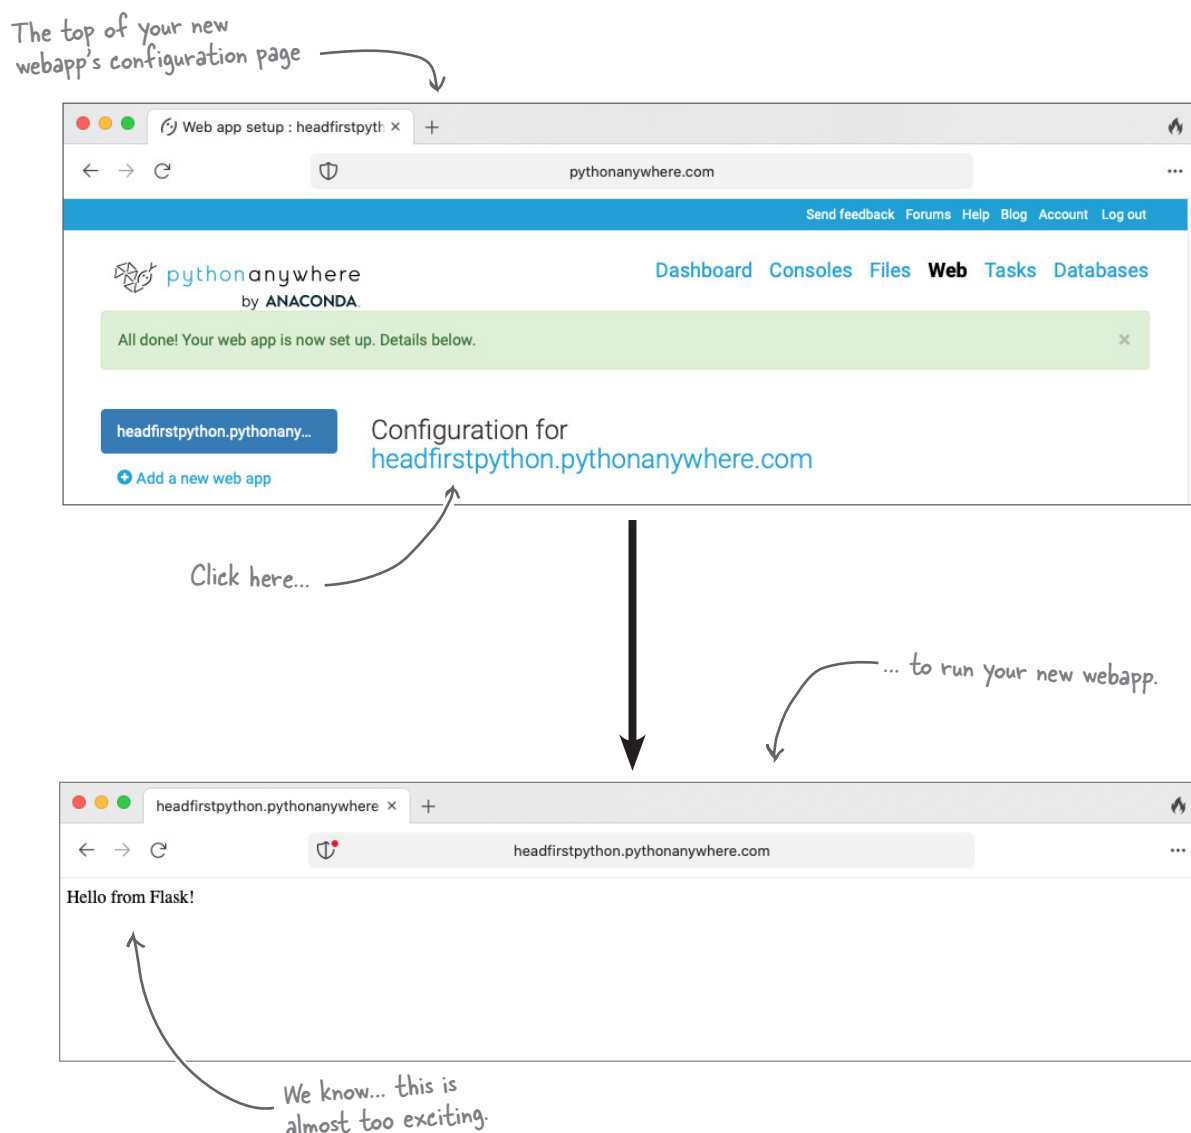 The top of your new
webapp's configuration page
Web app setup : headfirstpyth
pythonanywhere.com
Send feedback Forums Help Blog Account Log out
pythonanywhere
by ANACONDA.
Dashboard Consoles Files Web Tasks Databases
All done! Your web app is now set up. Details below.
headfirstpython.pythonany...
Configuration for
headfirstpython.pythonanywhere.com
Add a new web app
Click here...
... to run your new webapp.
headfirstpython.pythonanywhere
headfirstpython.pythonanywhere.com
Hello from Flask!
We know... this is
almost too exciting.